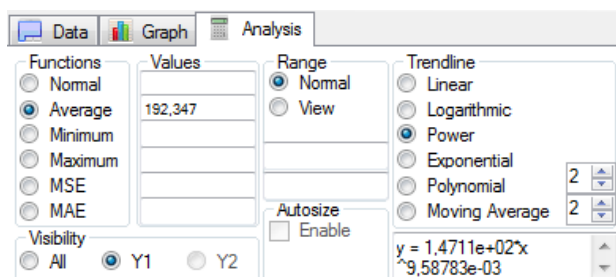 Data Graph Analysis
Functions Values Range Trendline
Normal Normal Linear
Average 192,347 View Logarithmic
Minimum Power
Maximum Exponential
MSE Polynomial 2
MAE Autosize Moving Average 2
Enable
Visibility
All Y1 Y2
y = 1,4711e+02*x
^9,58783e-03